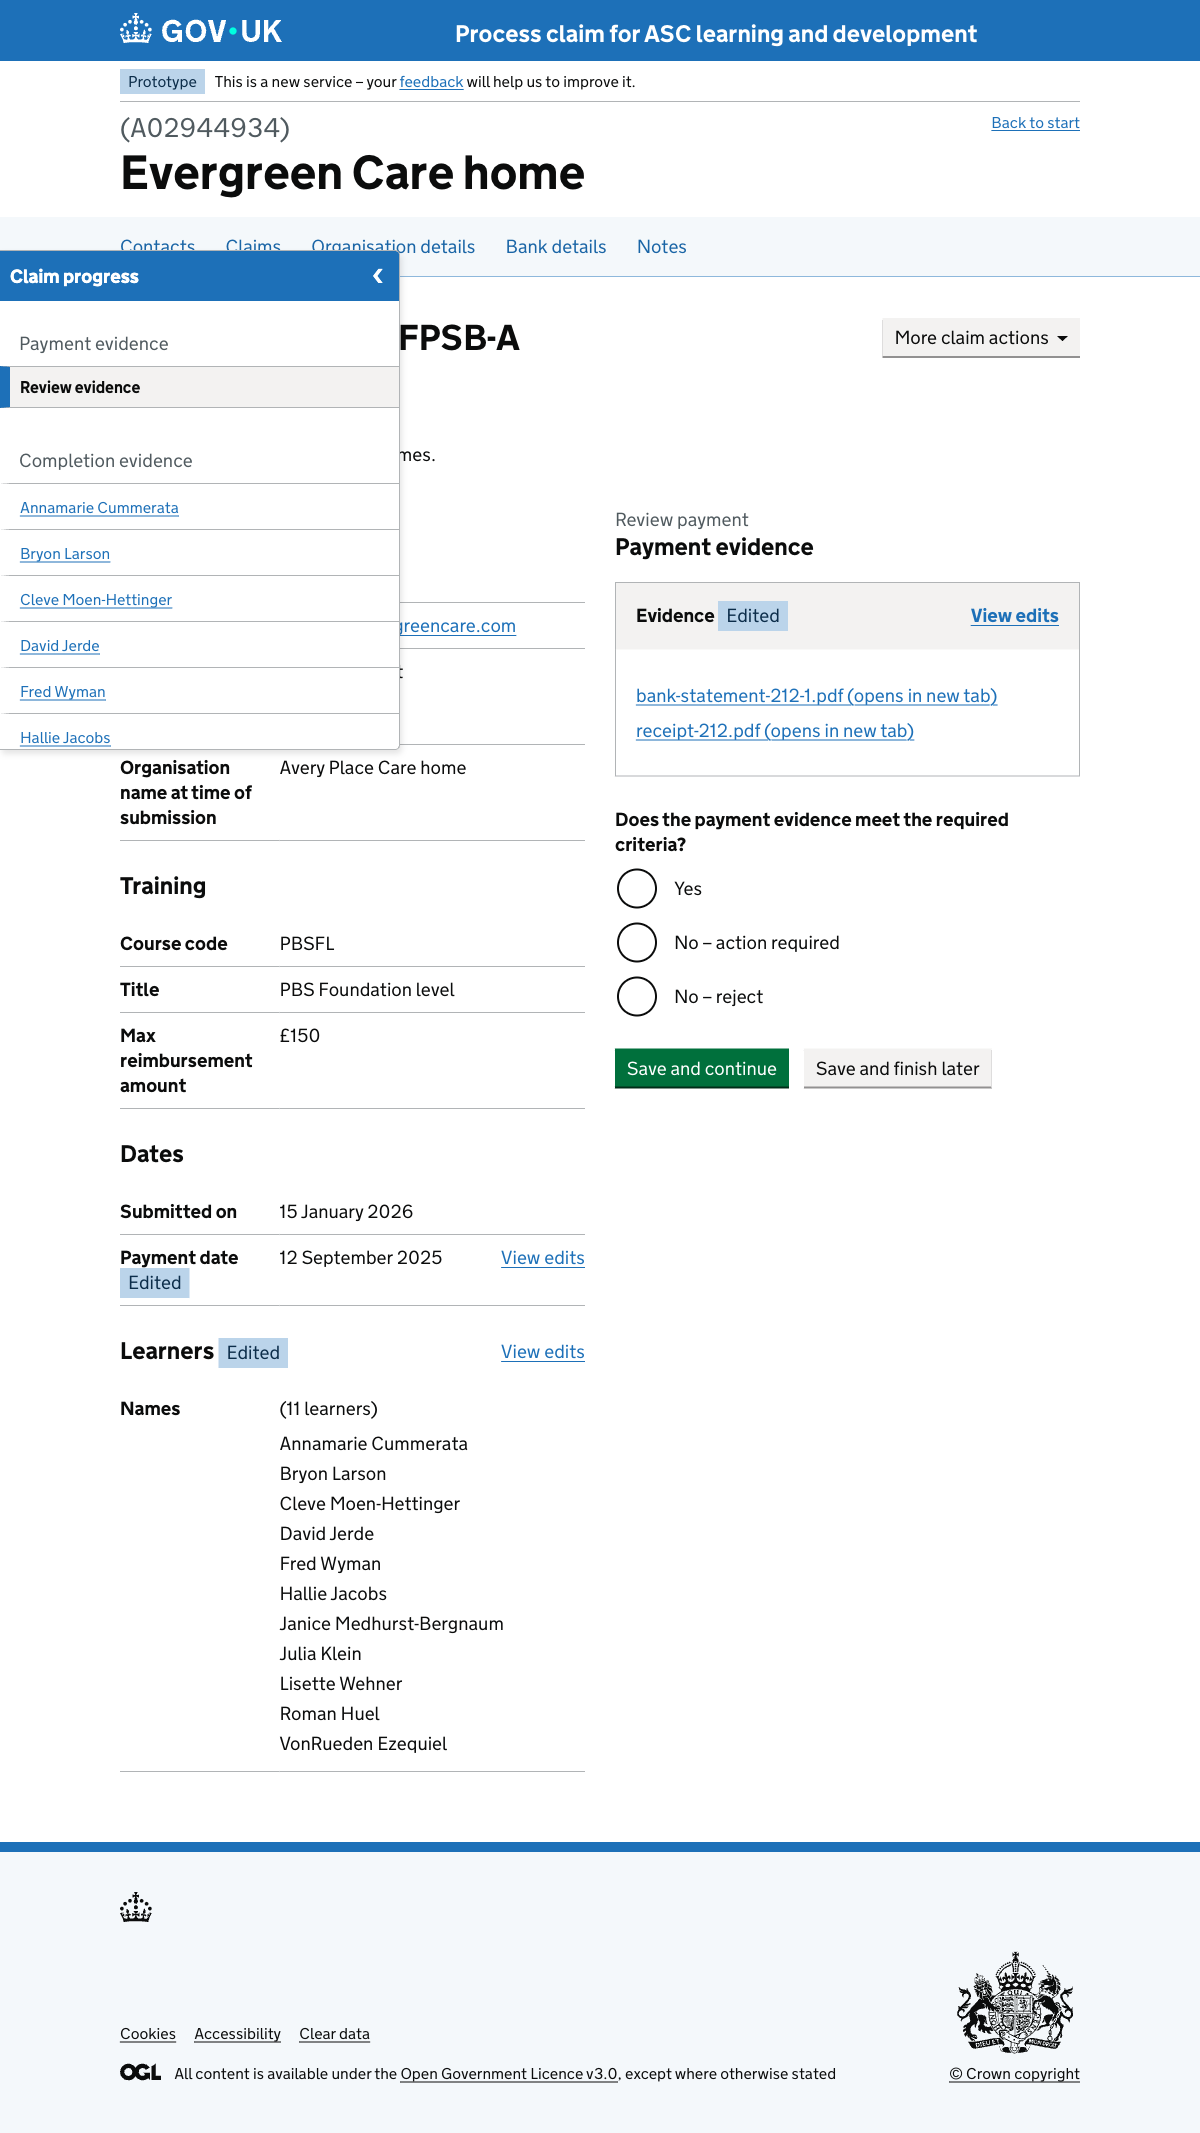 GOV•UK
Process claim for ASC learning and development
Prototype This is a new service – your feedback will help us to improve it.
(A02944934)
Back to start
Evergreen Care home
Contacts Claims Organisation details Bank details Notes
Claim progress
Payment evidence
Review evidence
Completion evidence
Annamarie Cummerata
Bryon Larson
Cleve Moen-Hettinger
David Jerde
Fred Wyman
Hallie Jacobs
FPSB-A
More claim actions
mes.
greencare.com
Organisation name at time of submission
Avery Place Care home
Training
Course code PBSFL
Title PBS Foundation level
Max reimbursement amount
£150
Dates
Submitted on 15 January 2026
Payment date 12 September 2025 View edits
Edited
Learners Edited View edits
Names (11 learners)
Annamarie Cummerata
Bryon Larson
Cleve Moen-Hettinger
David Jerde
Fred Wyman
Hallie Jacobs
Janice Medhurst-Bergnaum
Julia Klein
Lisette Wehner
Roman Huel
VonRueden Ezequiel
Review payment
Payment evidence
Evidence Edited View edits
bank-statement-212-1.pdf (opens in new tab)
receipt-212.pdf (opens in new tab)
Does the payment evidence meet the required
criteria?
Yes
No – action required
No – reject
Save and continue Save and finish later
Cookies Accessibility Clear data
OGL All content is available under the Open Government Licence v3.0, except where otherwise stated
© Crown copyright